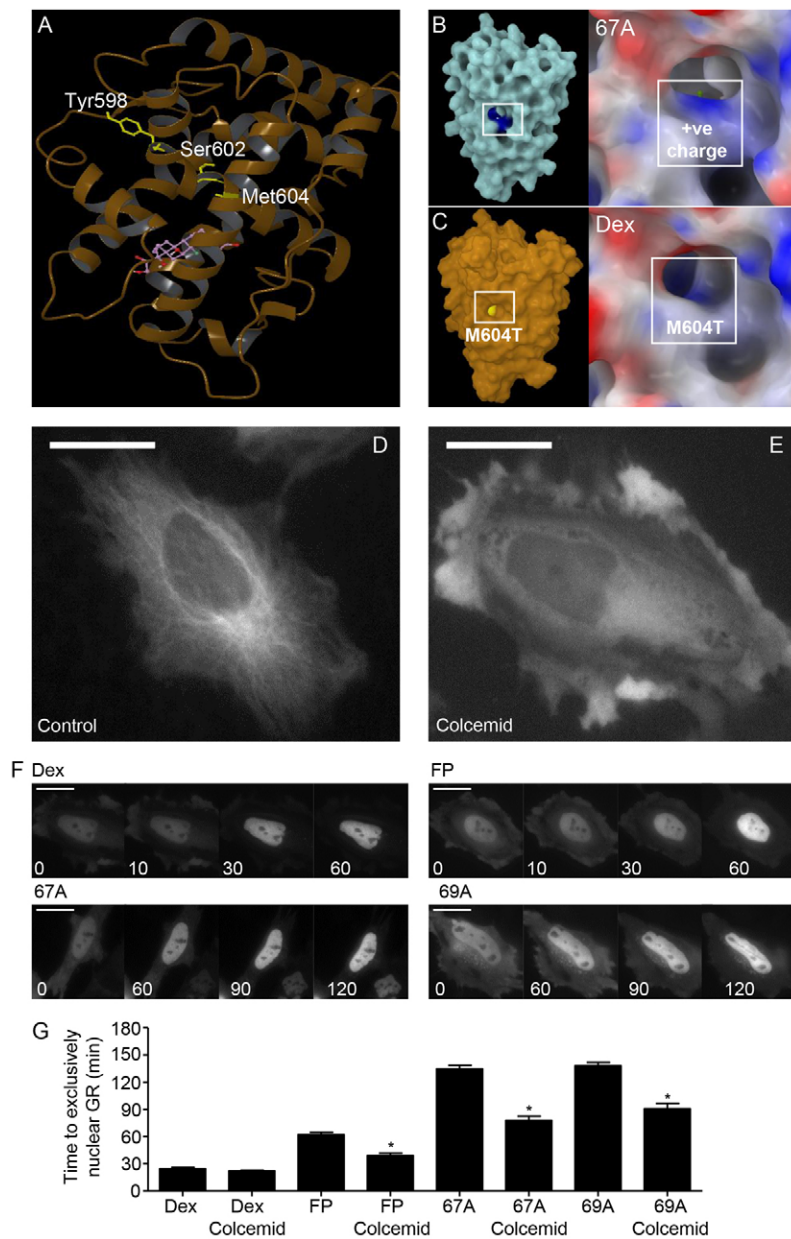 A
Tyr598
Ser602
Met604
B
67A
+ve
charge
C
M604T
Dex
M604T
D
Control
E
Colcemid
F
Dex
0 10 30 60
FP
0 10 30 60
67A
0 60 90 120
69A
0 60 90 120
G
Time to exclusively
nuclear GR (min)
180
150
120
90
60
30
0
* * *
Dex
Dex
Colcemid
FP
FP
Colcemid
67A
67A
Colcemid
69A
69A
Colcemid